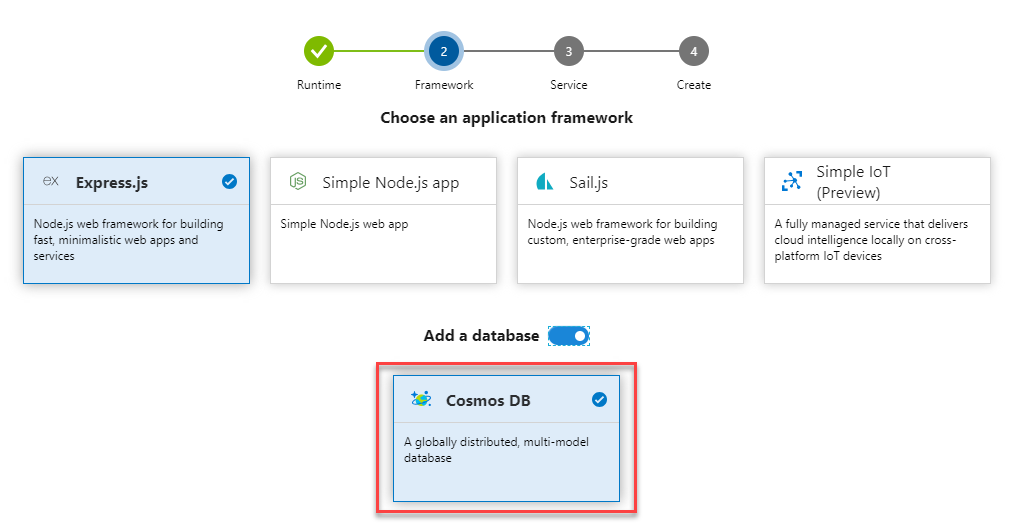 2
3
4
Runtime
Framework
Service
Create
Choose an application framework
ex
Express.js
Node.js web framework for building
fast, minimalistic web apps and
services
JS
Simple Node.js app
Simple Node.js web app
Sail.js
Node.js web framework for building
custom, enterprise-grade web apps
Simple IoT
(Preview)
A fully managed service that delivers
cloud intelligence locally on cross-
platform IoT devices
Add a database
Cosmos DB
A globally distributed, multi-model
database